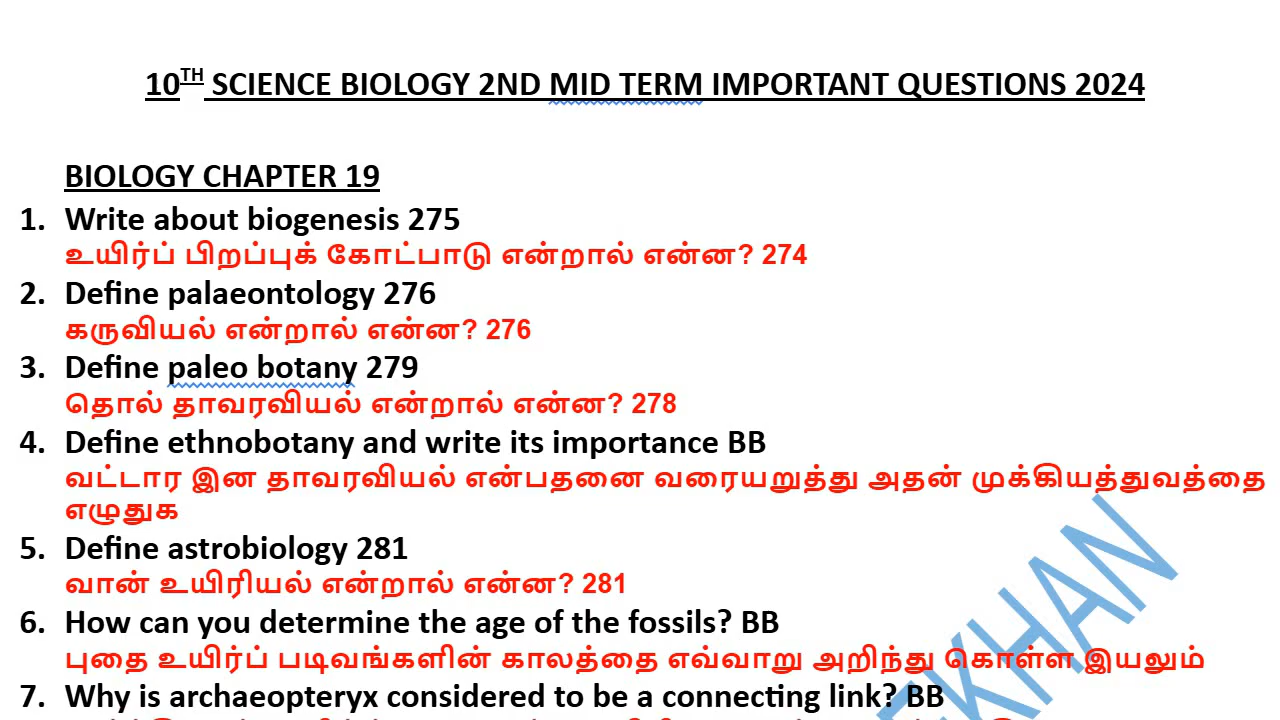 10TH SCIENCE BIOLOGY 2ND MID TERM IMPORTANT QUESTIONS 2024
BIOLOGY CHAPTER 19
1. Write about biogenesis 275
உயிர்ப் பிறப்புக் கோட்பாடு என்றால் என்ன? 274
2. Define palaeontology 276
கருவியல் என்றால் என்ன? 276
3. Define paleo botany 279
தொல் தாவரவியல் என்றால் என்ன? 278
4. Define ethnobotany and write its importance BB
வட்டார இன தாவரவியல் என்பதனை வரையறுத்து அதன் முக்கியத்துவத்தை
எழுதுக
5. Define astrobiology 281
வான் உயிரியல் என்றால் என்ன? 281
6. How can you determine the age of the fossils? BB
புதை உயிர்ப் படிவங்களின் காலத்தை எவ்வாறு அறிந்து கொள்ள இயலும்
7. Why is archaeopteryx considered to be a connecting link? BB
KHAN